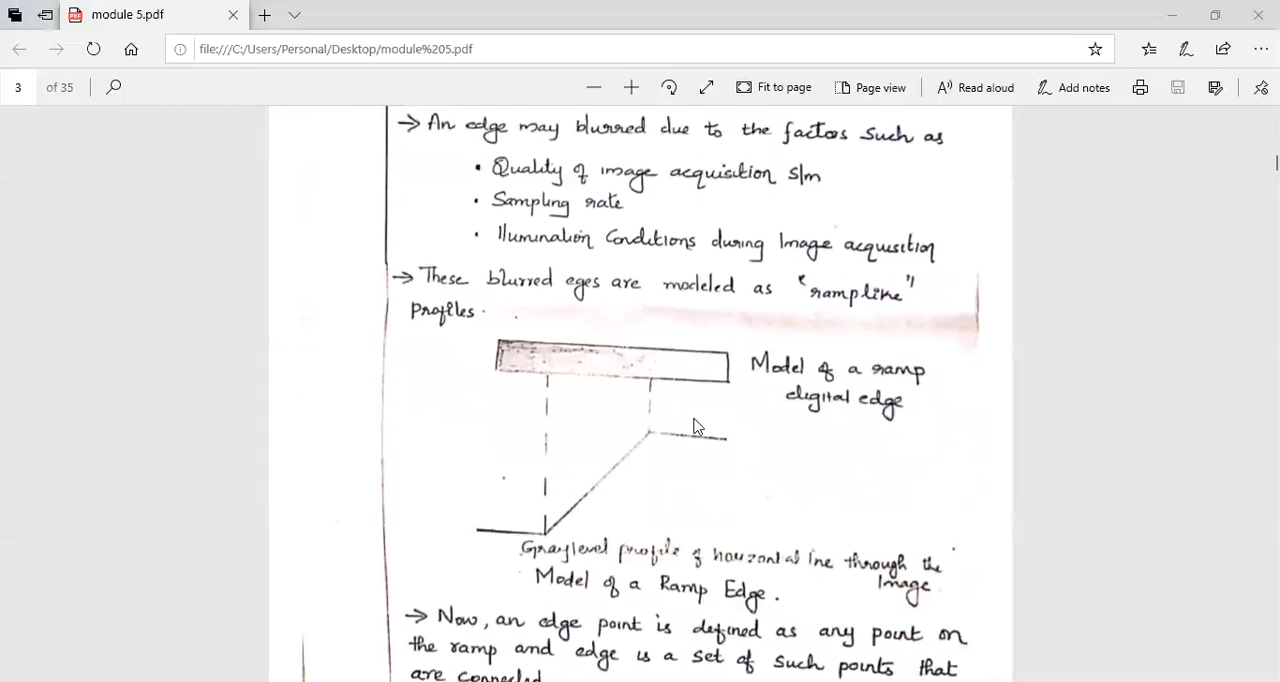 module 5.pdf
file:///C:/Users/Personal/Desktop/module%205.pdf
3 of 35 Fit to page Page view Read aloud Add notes
→ An edge may blurred due to the factors such as
• Quality of image acquisition s/m
• Sampling rate
• Ilumination Conditions during Image acquisition
→ These blurred eges are modeled as "ramplike"
Profiles.
Model of a ramp
digital edge
Graylevel profile of horizontal line through the
Image
Model of a Ramp Edge.
→ Now, an edge point is defined as any point on
the ramp and edge is a set of such points that
are connected